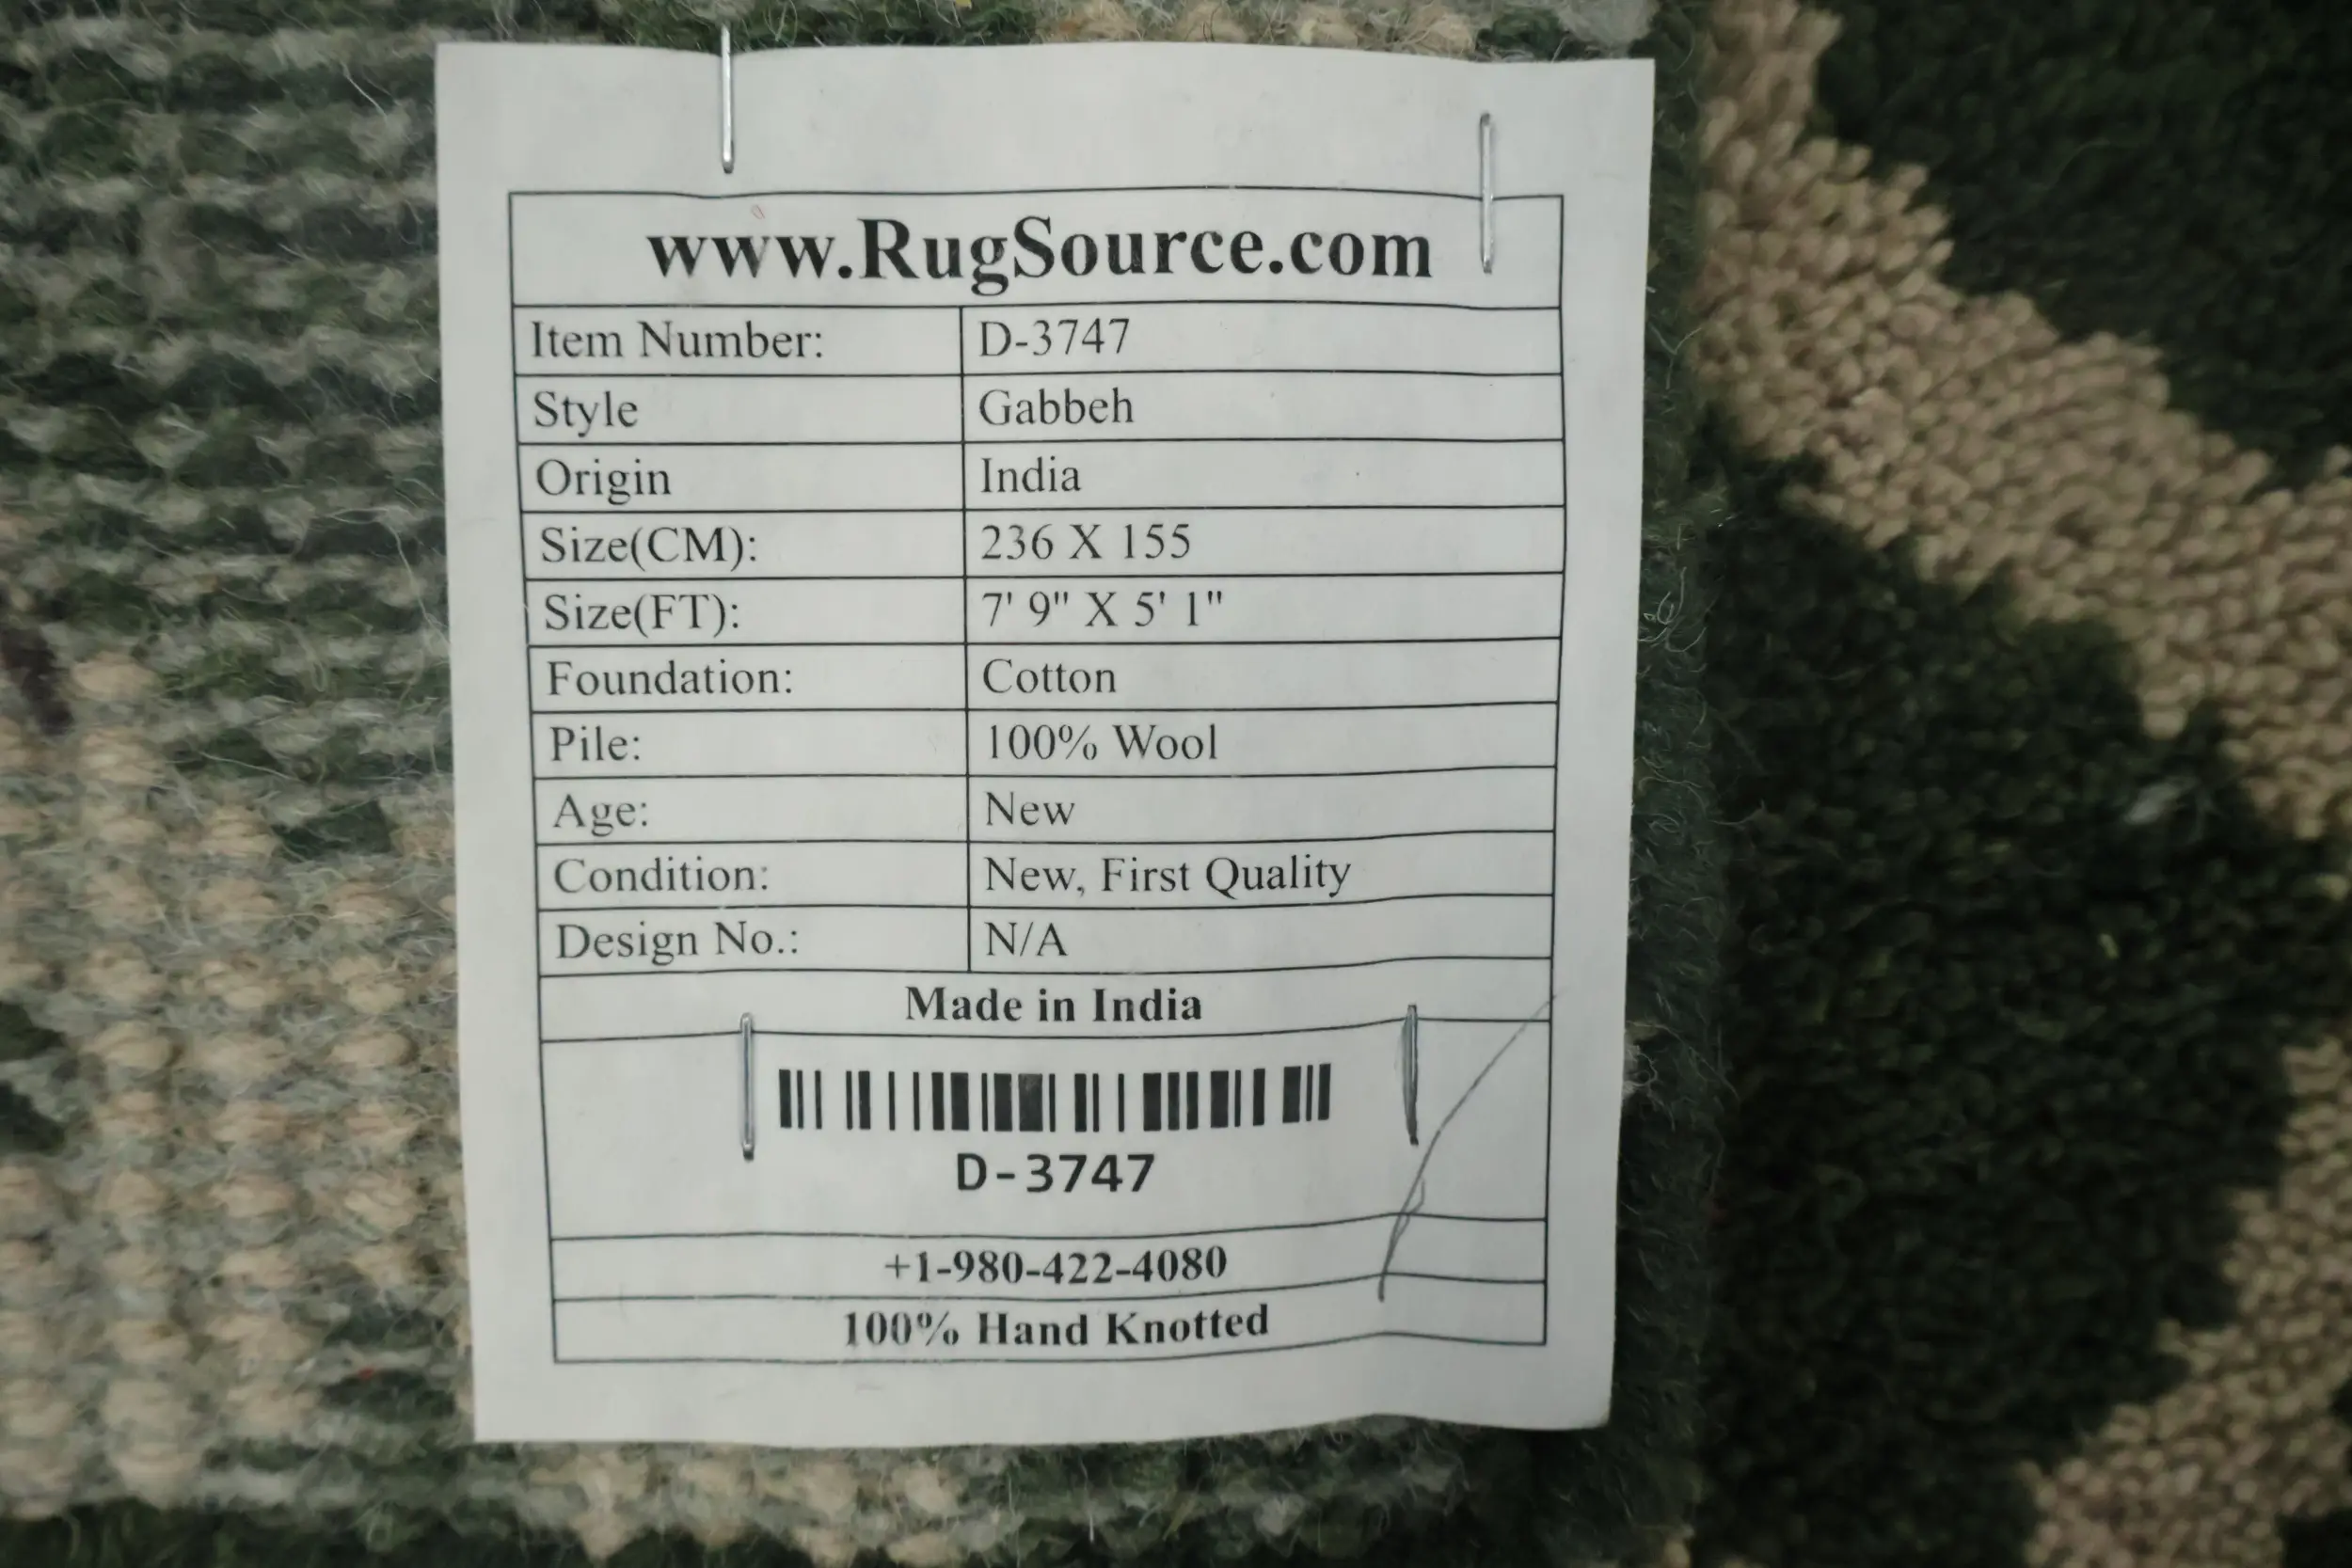 www.RugSource.com
Item Number: D-3747
Style Gabbeh
Origin India
Size(CM): 236 X 155
Size(FT): 7' 9" X 5' 1"
Foundation: Cotton
Pile: 100% Wool
Age: New
Condition: New, First Quality
Design No.: N/A
Made in India
D-3747
+1-980-422-4080
100% Hand Knotted